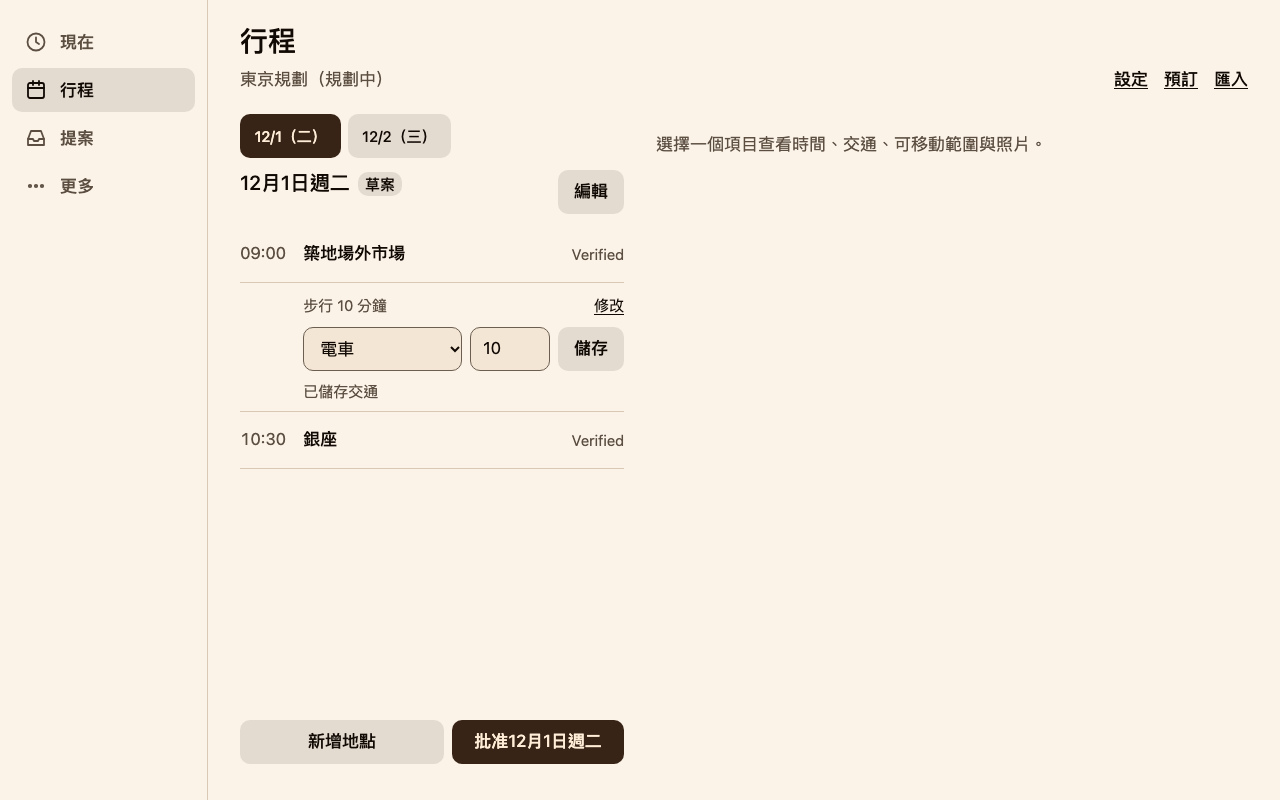 現在
行程
提案
更多
行程
東京規劃（規劃中）
設定 預訂 匯入
12/1（二） 12/2（三）
選擇一個項目查看時間、交通、可移動範圍與照片。
12月1日週二 草案 編輯
09:00 築地場外市場 Verified
步行 10 分鐘 修改
電車 10 儲存
已儲存交通
10:30 銀座 Verified
新增地點 批准12月1日週二